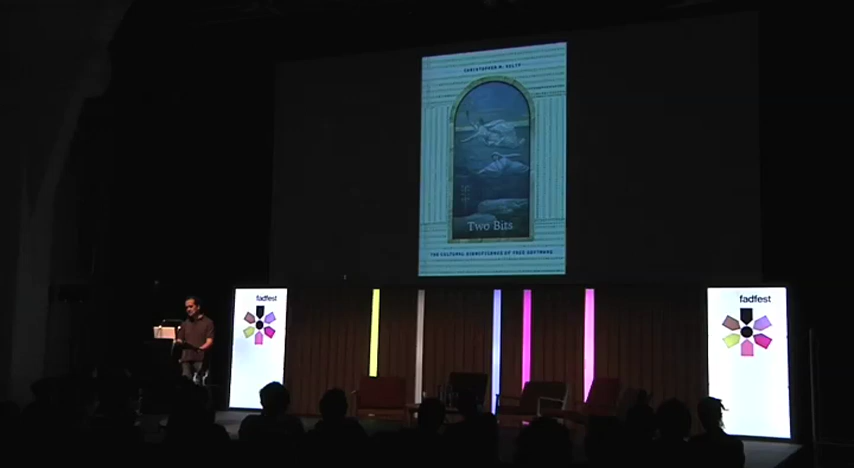 CHRISTOPHER M. KELTY
Two Bits
THE CULTURAL SIGNIFICANCE OF FREE SOFTWARE
fadfest
fadfest